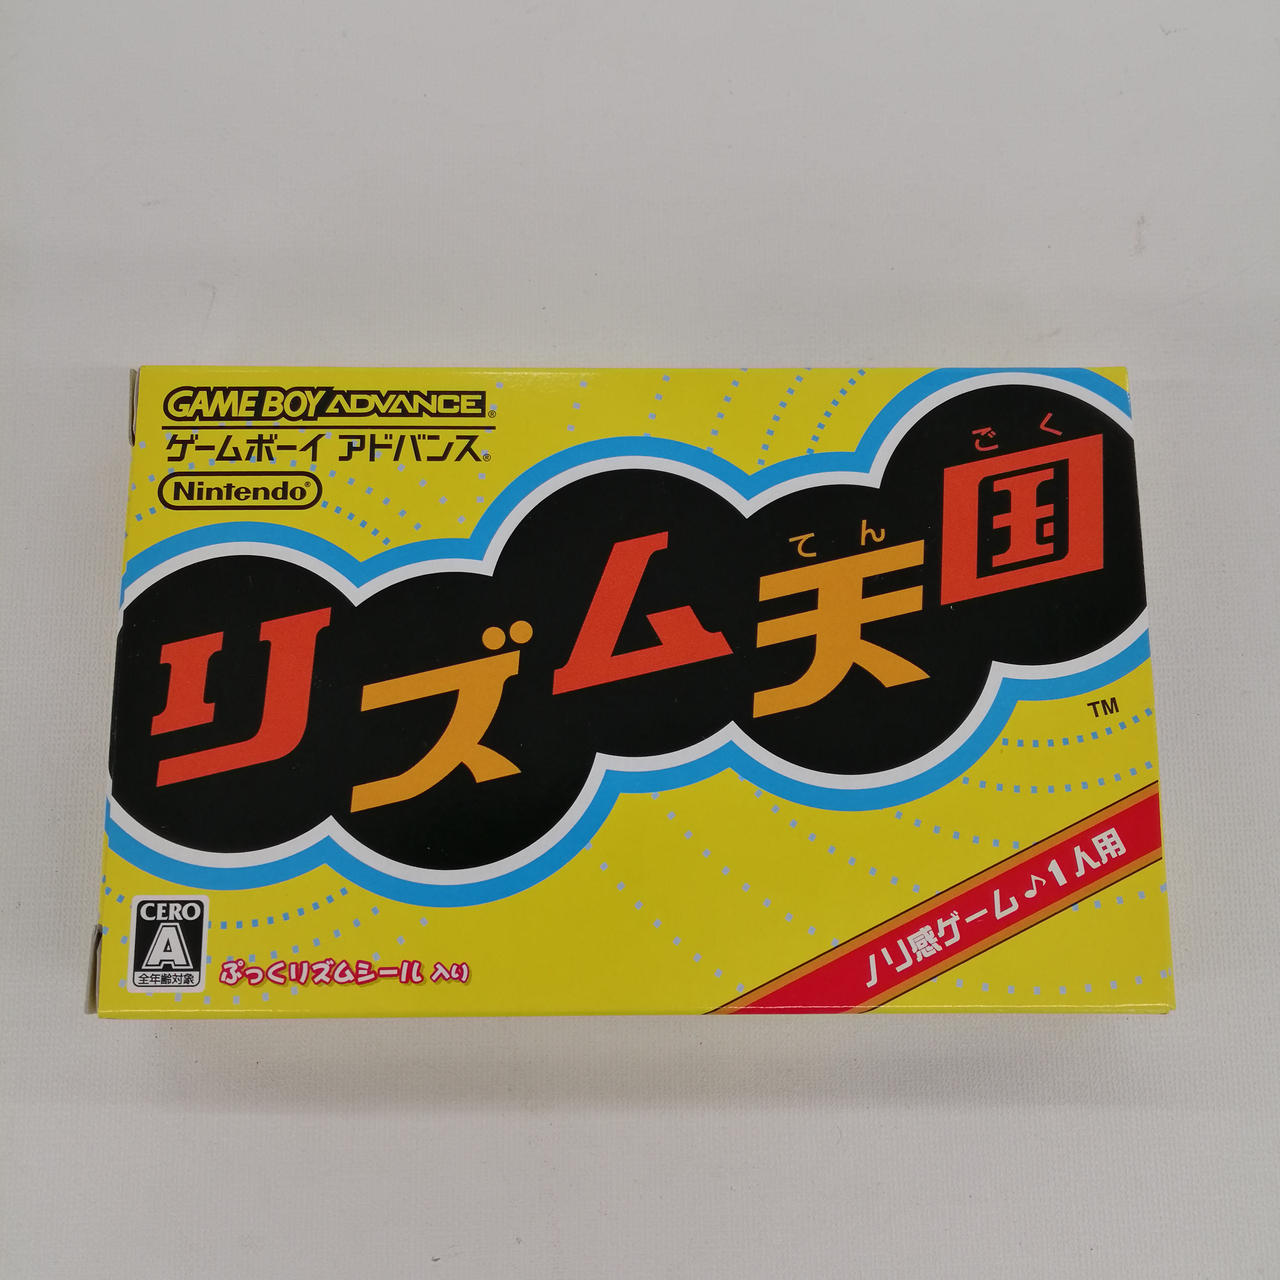 GAME BOY ADVANCE®
ゲームボーイ アドバンス®
Nintendo®
てん ごく
リズム天国
TM
ノリ感ゲーム♪1人用
CERO
A
全年齢対象
ぷっくリズムシール 入り